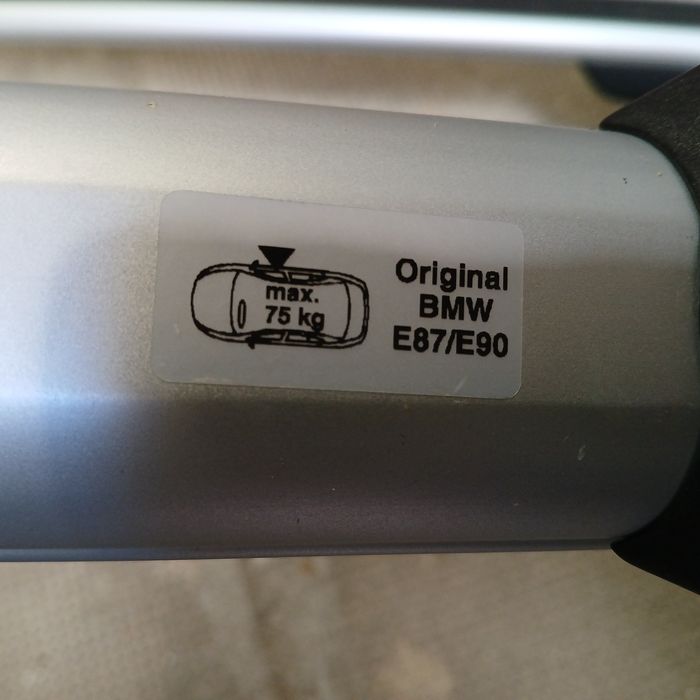 max.
75 kg
Original
BMW
E87/E90